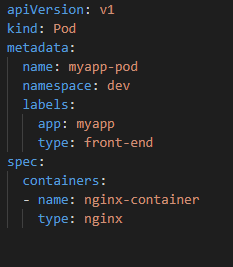 apiVersion: v1
kind: Pod
metadata:
  name: myapp-pod
  namespace: dev
  labels:
    app: myapp
    type: front-end
spec:
  containers:
  - name: nginx-container
    type: nginx